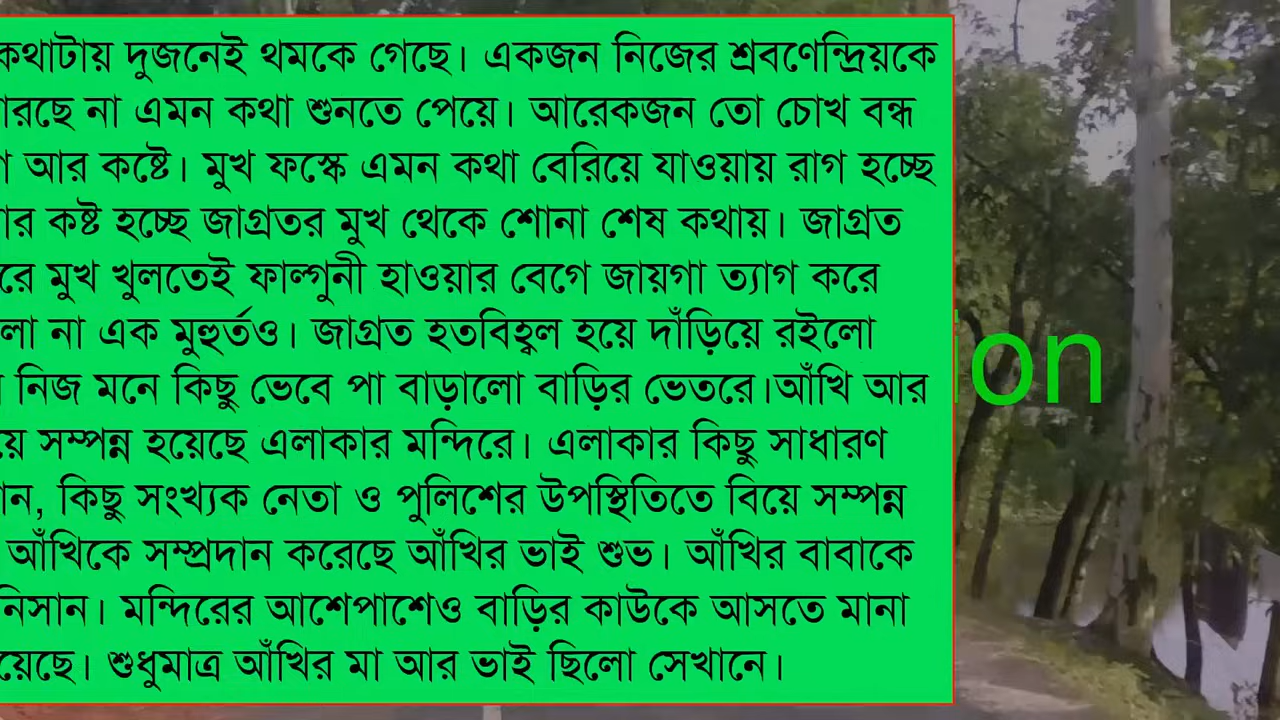 কথাটায় দুজনেই থমকে গেছে। একজন নিজের শ্রবণেন্দ্রিয়কে
না এমন কথা শুনতে পেয়ে। আরেকজন তো চোখ বন্ধ
আর কষ্টে। মুখ ফস্কে এমন কথা বেরিয়ে যাওয়ায় রাগ হচ্ছে
কষ্ট হচ্ছে জাগ্রতর মুখ থেকে শোনা শেষ কথায়। জাগ্রত
মুখ খুলতেই ফাল্গুনী হাওয়ার বেগে জায়গা ত্যাগ করে
না এক মুহুর্তও। জাগ্রত হতবিহ্বল হয়ে দাঁড়িয়ে রইলো
নিজ মনে কিছু ভেবে পা বাড়ালো বাড়ির ভেতরে।আঁখি আর
সম্পন্ন হয়েছে এলাকার মন্দিরে। এলাকার কিছু সাধারণ
কিছু সংখ্যক নেতা ও পুলিশের উপস্থিতিতে বিয়ে সম্পন্ন
আঁখিকে সম্প্রদান করেছে আঁখির ভাই শুভ। আঁখির বাবাকে
মন্দিরের আশেপাশেও বাড়ির কাউকে আসতে মানা
শুধুমাত্র আঁখির মা আর ভাই ছিলো সেখানে।